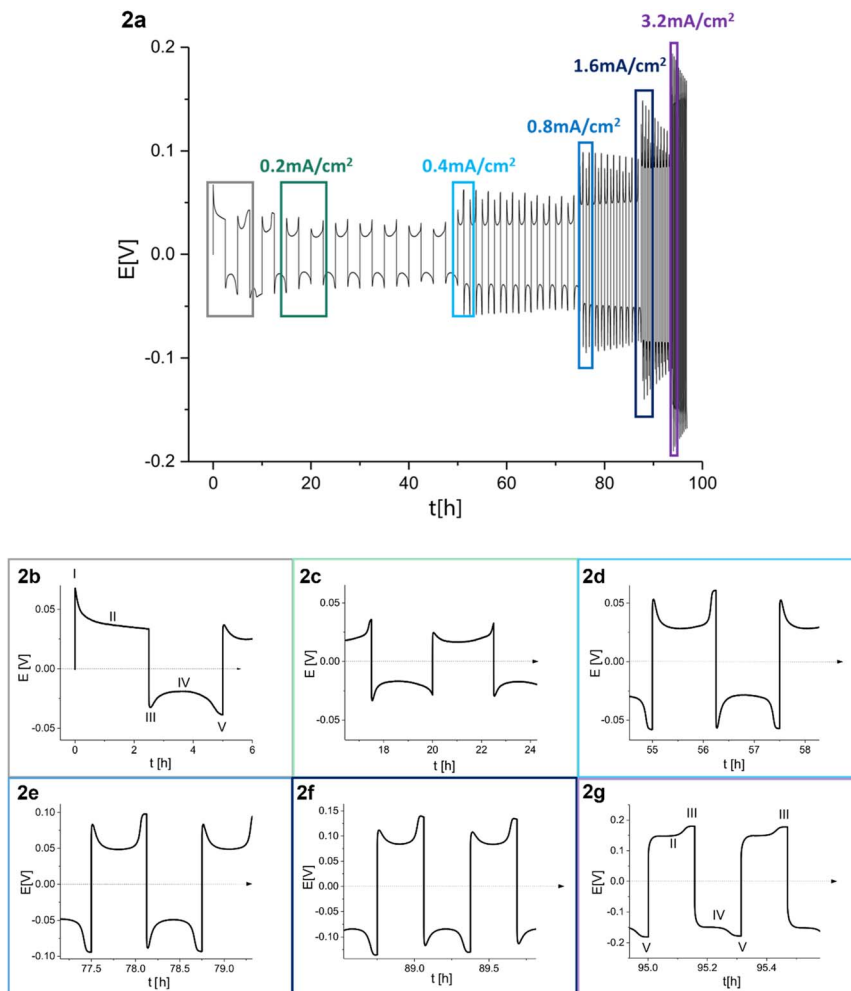 2a
3.2mA/cm²
1.6mA/cm²
0.8mA/cm²
0.2mA/cm²
0.4mA/cm²
0.2
0.1
0.0
-0.1
-0.2
E[V]
0 20 40 60 80 100
t[h]
2b
I
II
III
IV
V
0.05
0.00
-0.05
E [V]
0 2 4 6
t [h]
2c
0.05
0.00
-0.05
E [V]
18 20 22 24
t [h]
2d
0.05
0.00
-0.05
E [V]
55 56 57 58
t [h]
2e
0.10
0.05
0.00
-0.05
-0.10
E[V]
77.5 78.0 78.5 79.0
t [h]
2f
0.15
0.10
0.05
0.00
-0.05
-0.10
E[V]
89.0 89.5
t [h]
2g
III III
II
IV
V V
0.2
0.1
0.0
-0.1
-0.2
E[V]
95.0 95.2 95.4
t[h]